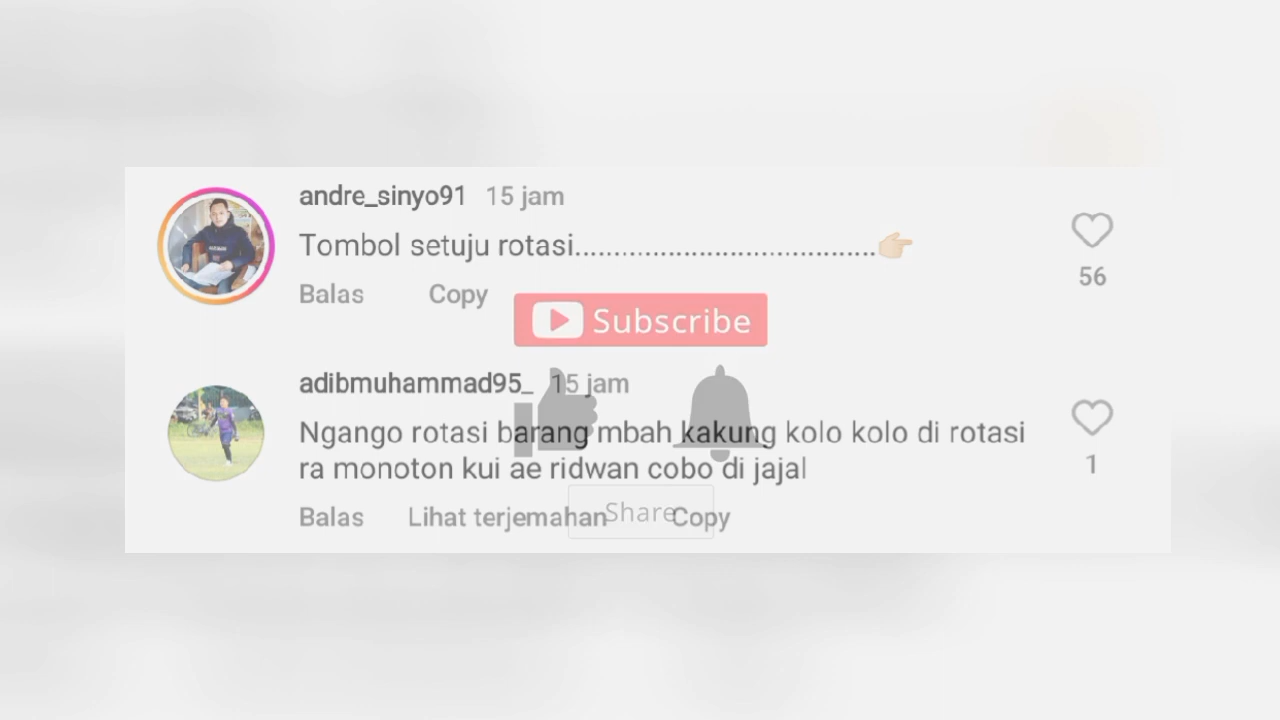 andre_sinyo91 15 jam
Tombol setuju rotasi......................................👉🏼
56
Balas Copy
Subscribe
adibmuhammad95_ 15 jam
Ngango rotasi barang mbah kakung kolo kolo di rotasi
ra monoton kui ae ridwan cobo di jajal
1
Balas Lihat terjemahan Copy
Share